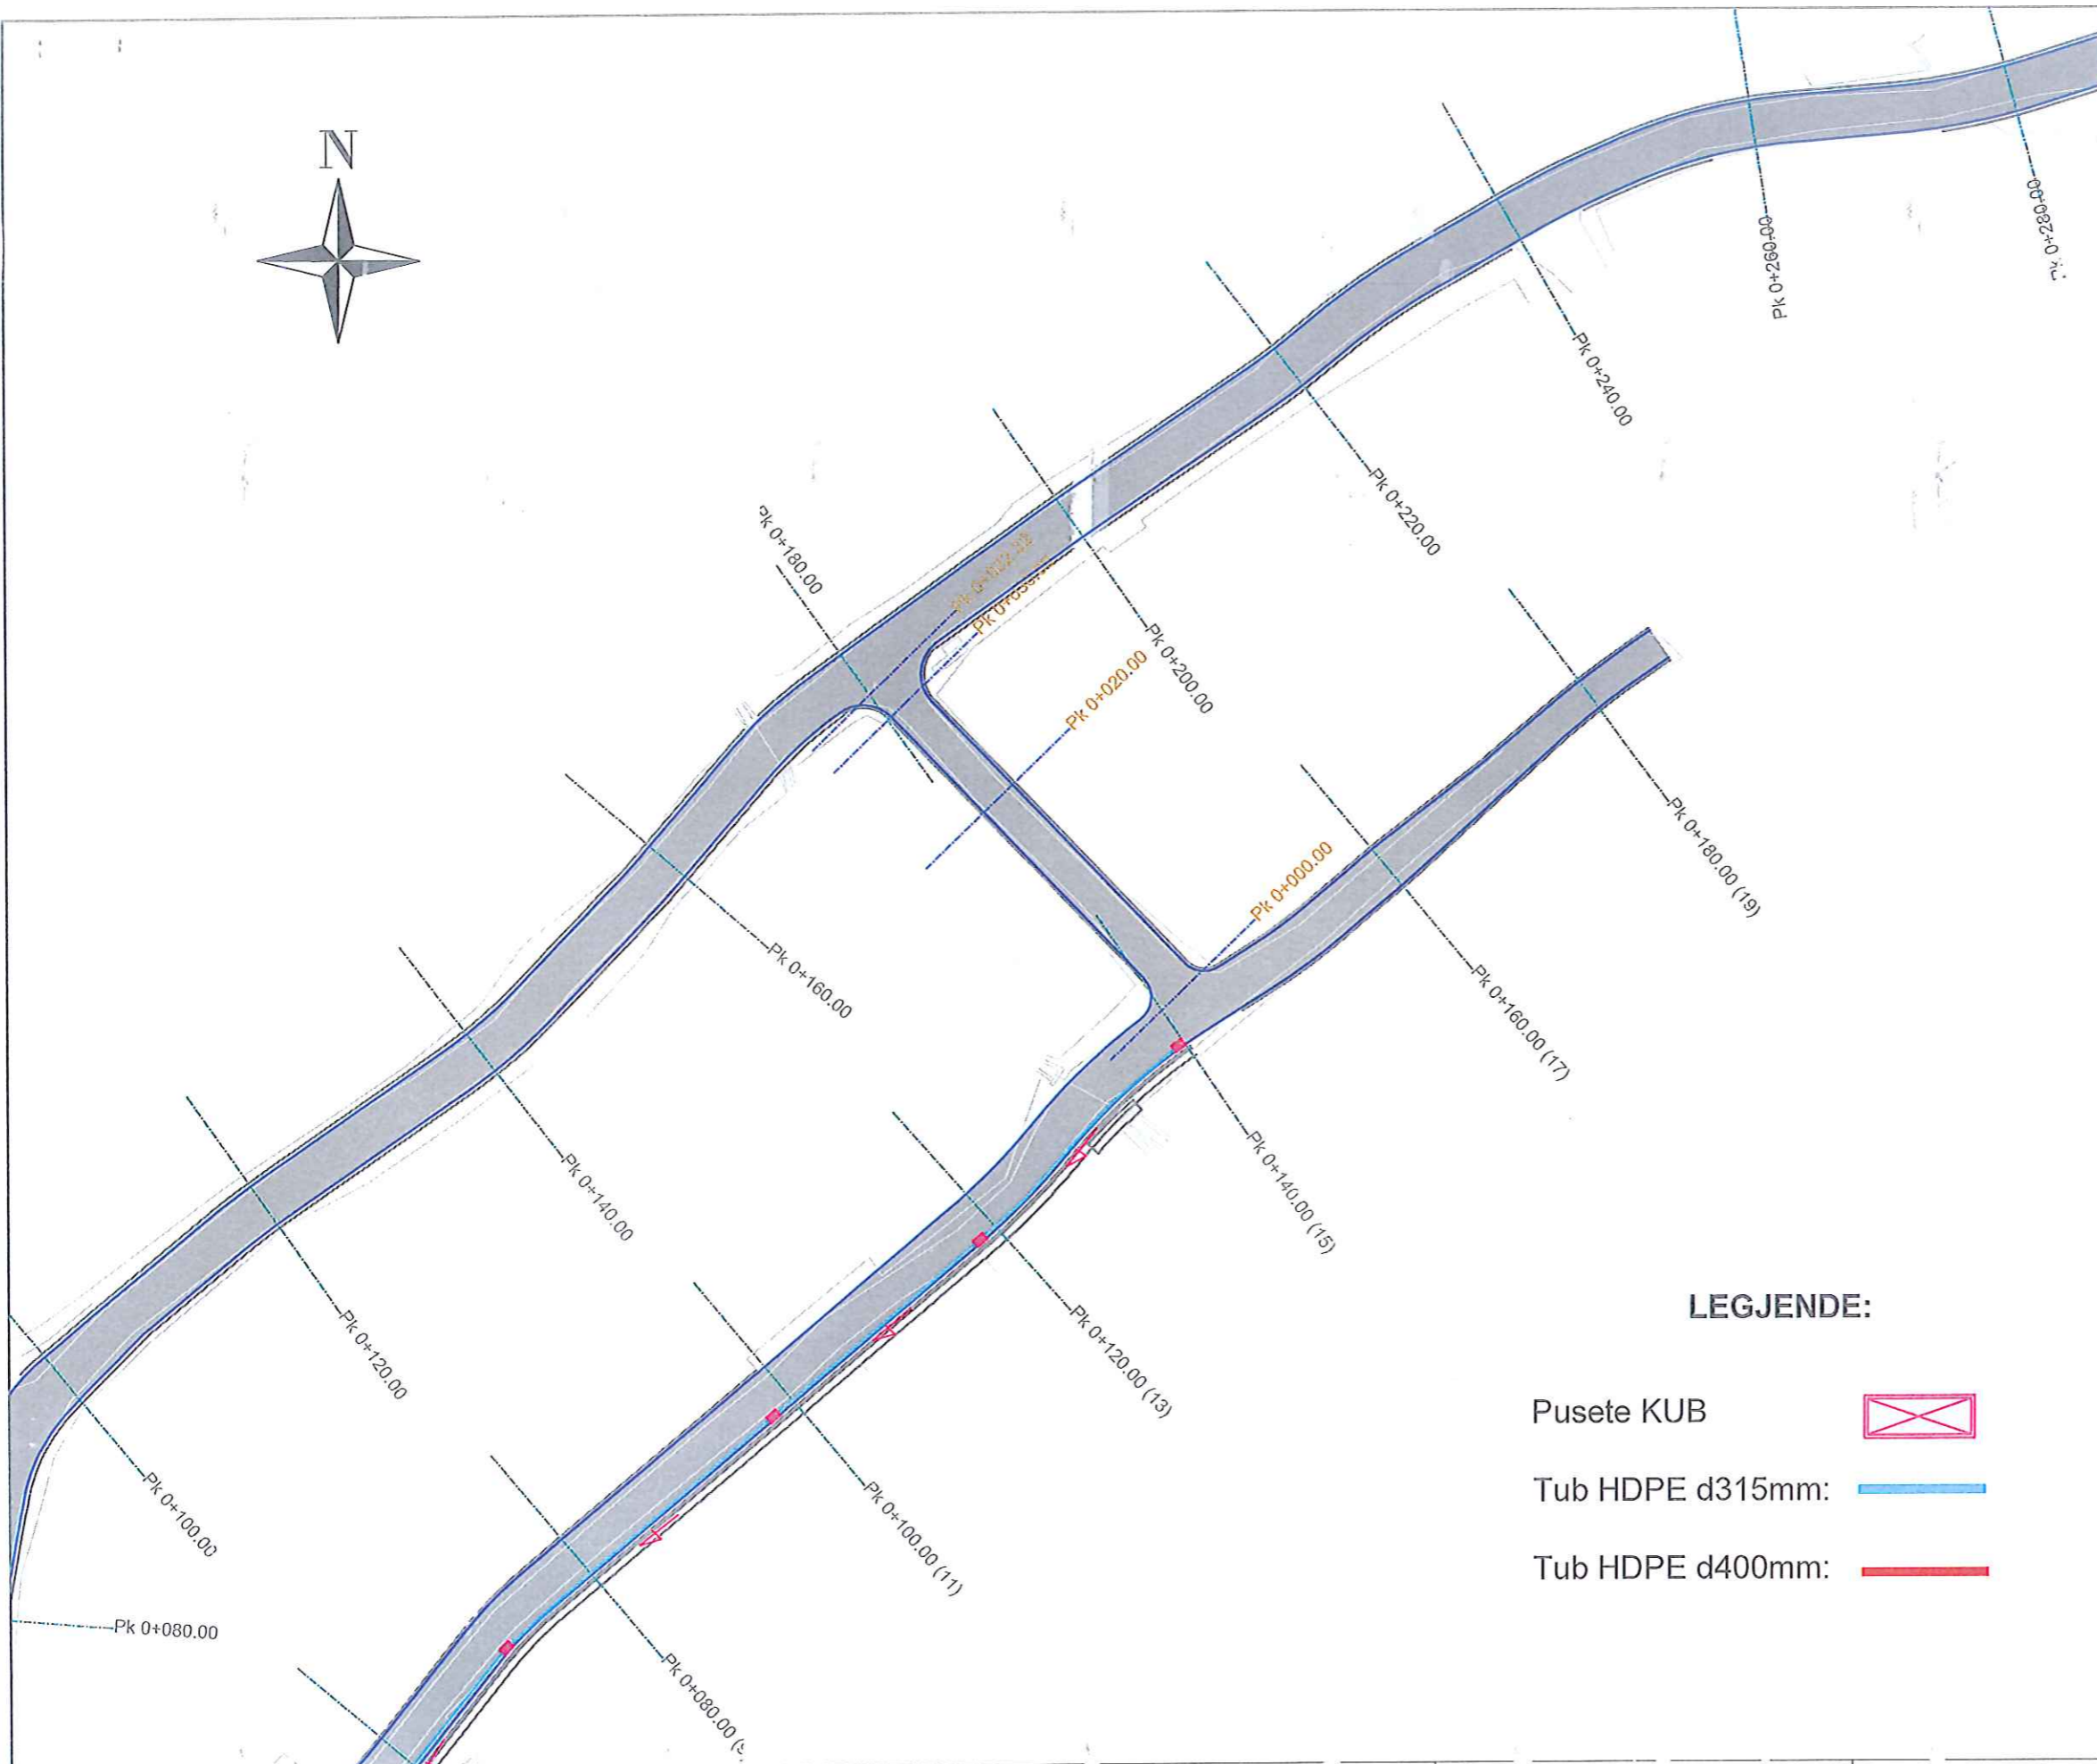 N
Pk 0+260.00
Pk 0+280.00
Pk 0+240.00
Pk 0+220.00
Pk 0+180.00
Pk 0+200.00
Pk 0+020.00
Pk 0+000.00
Pk 0+180.00 (19)
Pk 0+160.00
Pk 0+160.00 (17)
Pk 0+140.00
Pk 0+140.00 (15)
Pk 0+120.00
Pk 0+120.00 (13)
Pk 0+100.00
Pk 0+100.00 (11)
Pk 0+080.00
Pk 0+080.00
LEGJENDE:
Pusete KUB
Tub HDPE d315mm:
Tub HDPE d400mm: